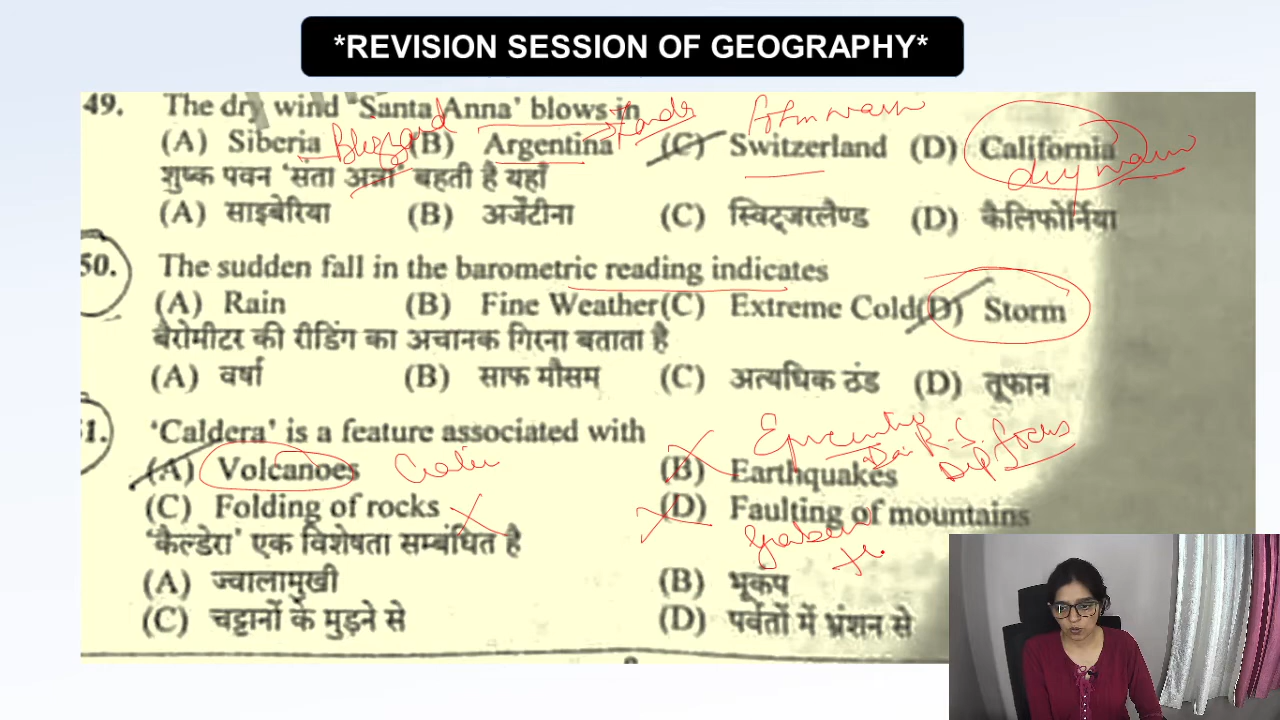 *REVISION SESSION OF GEOGRAPHY*
49. The dry wind 'Santa Anna' blows in
(A) Siberia (B) Argentina (C) Switzerland (D) California
Blizzard
dry warm
शुष्क पवन 'संता अन्ना' बहती है यहाँ
(A) साइबेरिया (B) अर्जेंटीना (C) स्विट्जरलैण्ड (D) कैलिफोर्निया
50. The sudden fall in the barometric reading indicates
(A) Rain (B) Fine Weather (C) Extreme Cold (D) Storm
बैरोमीटर की रीडिंग का अचानक गिरना बताता है
(A) वर्षा (B) साफ मौसम (C) अत्यधिक ठंड (D) तूफान
1. 'Caldera' is a feature associated with
(A) Volcanoes (B) Earthquakes
focus
(C) Folding of rocks (D) Faulting of mountains
'कैल्डेरा' एक विशेषता सम्बंधित है
(A) ज्वालामुखी (B) भूकंप
(C) चट्टानों के मुड़ने से (D) पर्वतों में भ्रंशन से